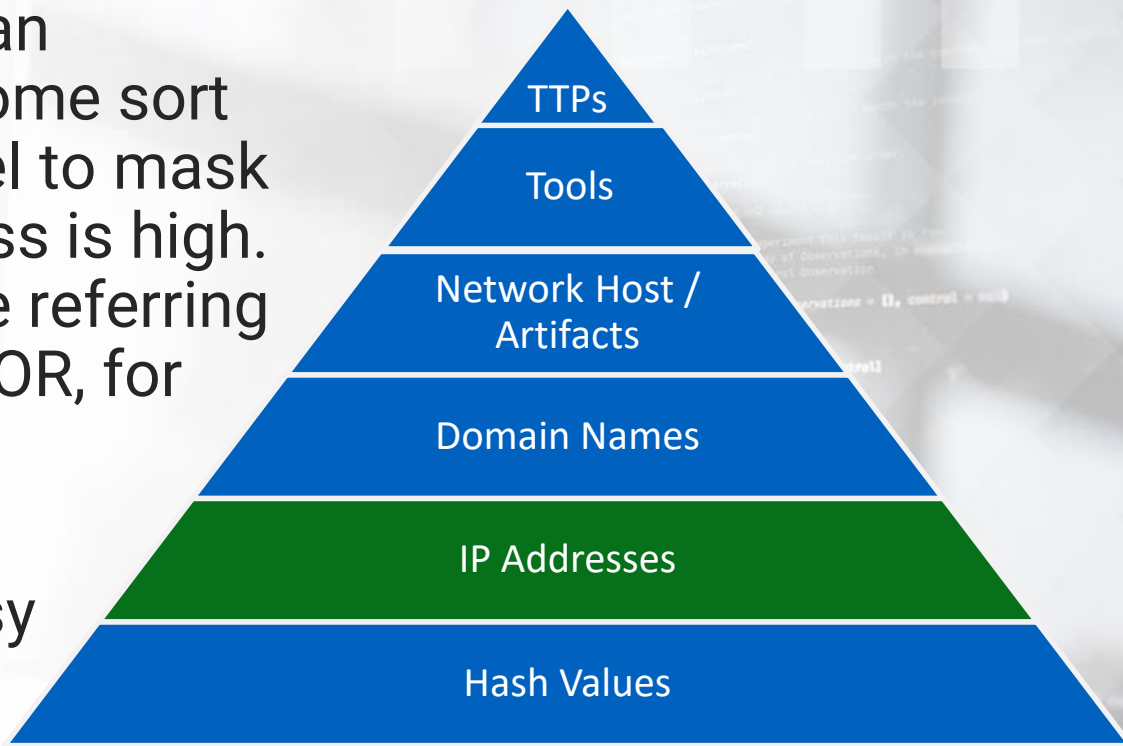 an
ome sort
el to mask
ss is high.
e referring
OR, for
sy
TTPs
Tools
Network Host /
Artifacts
Domain Names
IP Addresses
Hash Values